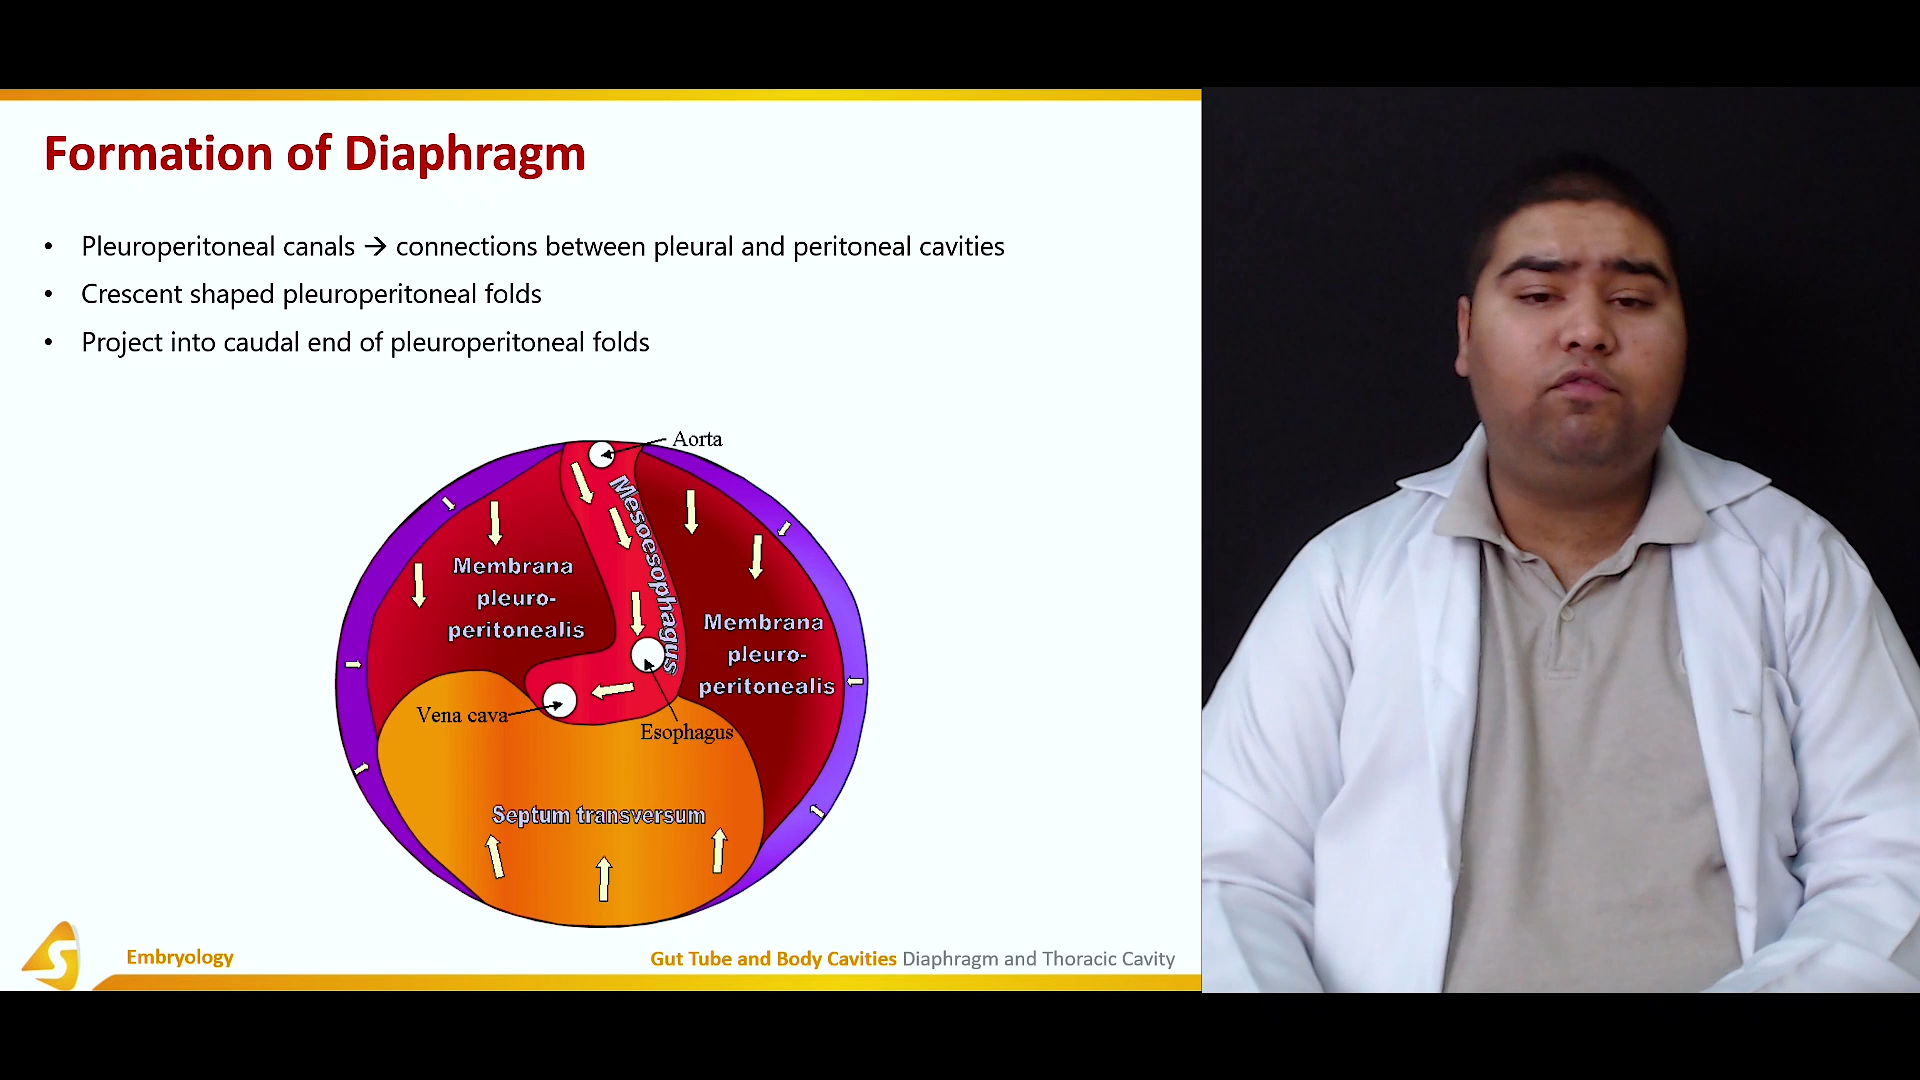 Formation of Diaphragm
• Pleuroperitoneal canals → connections between pleural and peritoneal cavities
• Crescent shaped pleuroperitoneal folds
• Project into caudal end of pleuroperitoneal folds
Aorta
Mesoesophagus
Membrana
pleuro-
peritonealis
Membrana
pleuro-
peritonealis
Vena cava
Esophagus
Septum transversum
S
Embryology
Gut Tube and Body Cavities Diaphragm and Thoracic Cavity